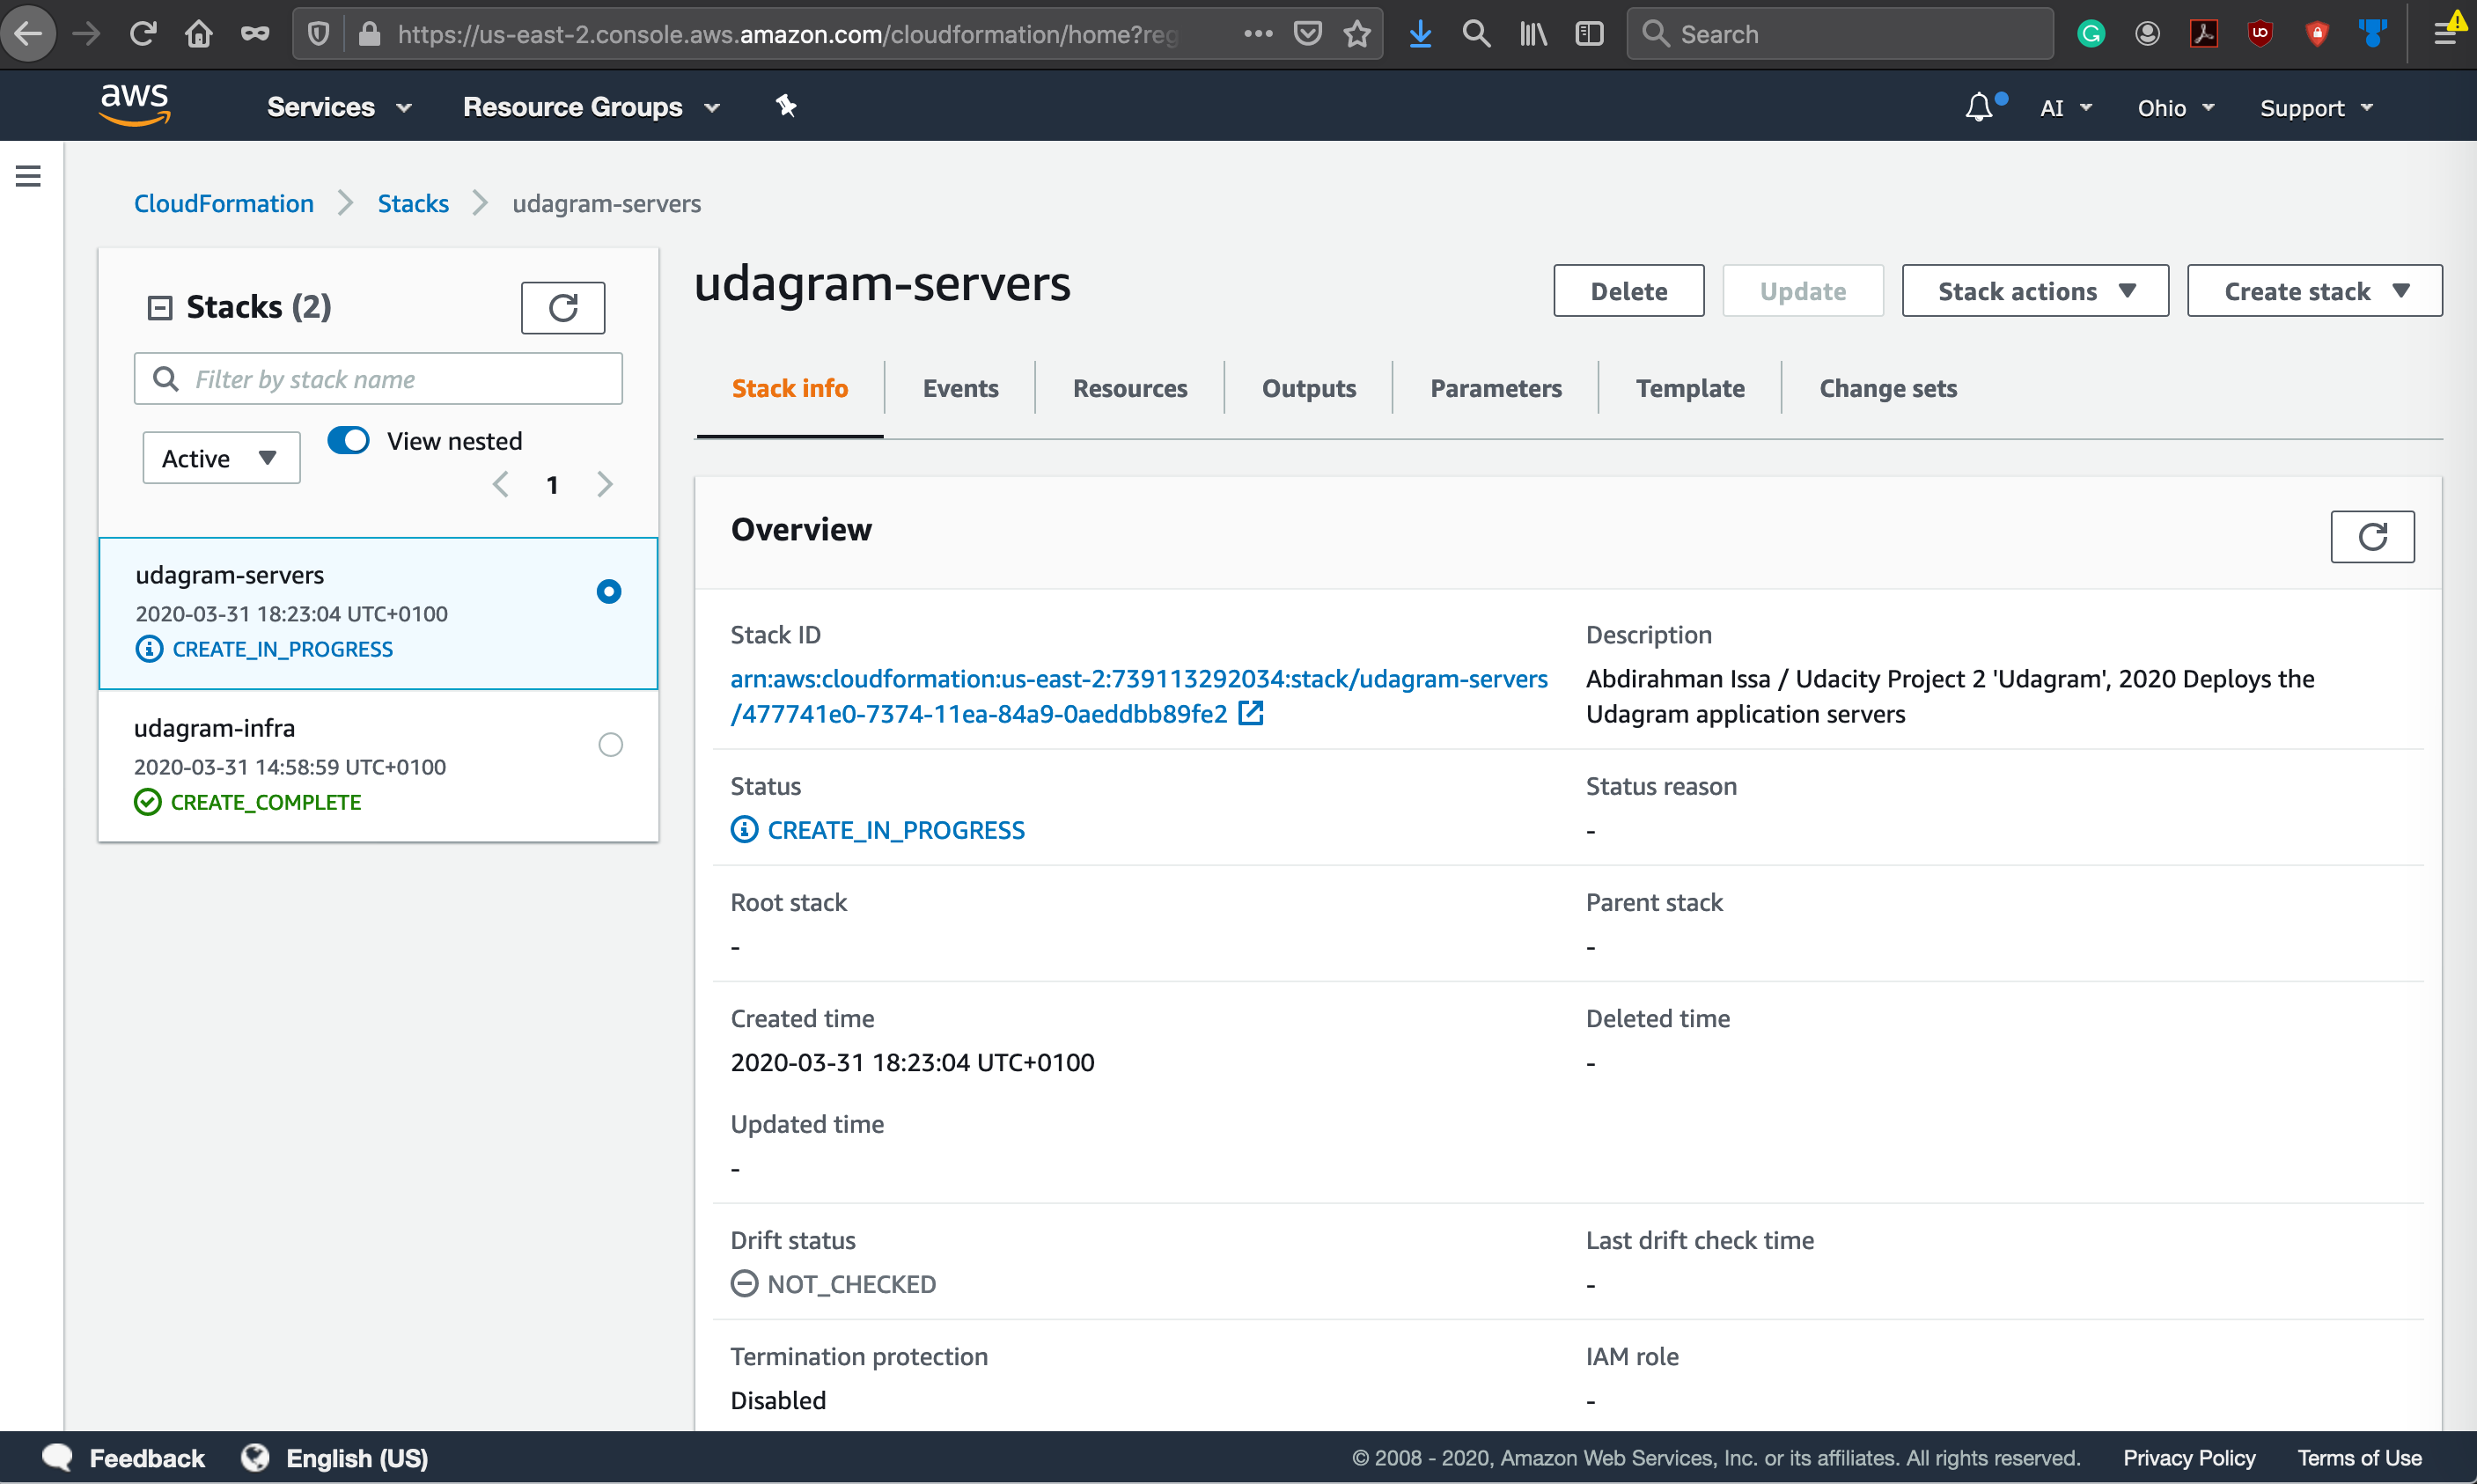 https://us-east-2.console.aws.amazon.com/cloudformation/home?reg
Search
aws
Services
Resource Groups
AI
Ohio
Support
CloudFormation
Stacks
udagram-servers
Stacks (2)
Filter by stack name
Active
View nested
1
udagram-servers
2020-03-31 18:23:04 UTC+0100
CREATE_IN_PROGRESS
udagram-infra
2020-03-31 14:58:59 UTC+0100
CREATE_COMPLETE
udagram-servers
Delete
Update
Stack actions
Create stack
Stack info
Events
Resources
Outputs
Parameters
Template
Change sets
Overview
Stack ID
arn:aws:cloudformation:us-east-2:739113292034:stack/udagram-servers
/477741e0-7374-11ea-84a9-0aeddbb89fe2
Description
Abdirahman Issa / Udacity Project 2 'Udagram', 2020 Deploys the
Udagram application servers
Status
CREATE_IN_PROGRESS
Status reason
-
Root stack
-
Parent stack
-
Created time
2020-03-31 18:23:04 UTC+0100
Deleted time
-
Updated time
-
Drift status
NOT_CHECKED
Last drift check time
-
Termination protection
Disabled
IAM role
-
Feedback
English (US)
© 2008 - 2020, Amazon Web Services, Inc. or its affiliates. All rights reserved.
Privacy Policy
Terms of Use